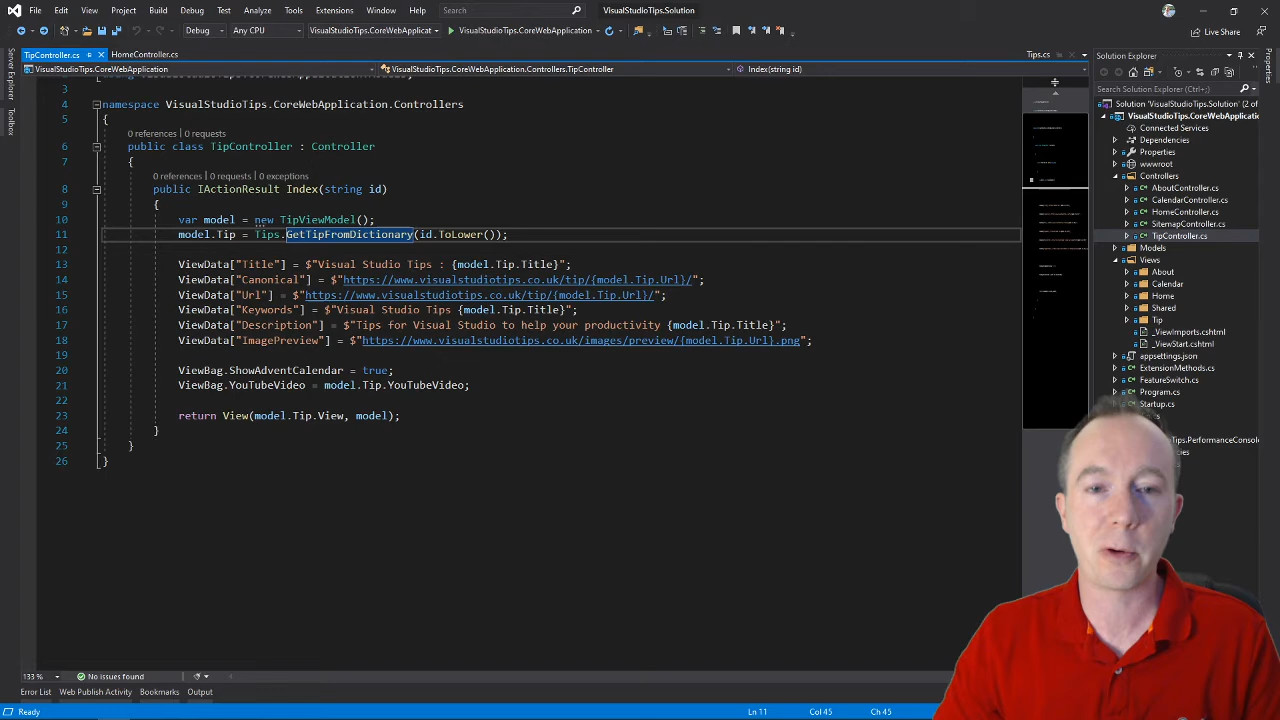 File Edit View Project Build Debug Test Analyze Tools Extensions Window Help Search VisualStudioTips.Solution
Debug Any CPU VisualStudioTips.CoreWebApplicat VisualStudioTips.CoreWebApplication Live Share
TipController.cs HomeController.cs Tips.cs
VisualStudioTips.CoreWebApplication VisualStudioTips.CoreWebApplication.Controllers.TipController Index(string id)
Server Explorer
Toolbox
3
4 namespace VisualStudioTips.CoreWebApplication.Controllers
5 {
0 references | 0 requests
6 public class TipController : Controller
7 {
0 references | 0 requests | 0 exceptions
8 public IActionResult Index(string id)
9 {
10 var model = new TipViewModel();
11 model.Tip = Tips.GetTipFromDictionary(id.ToLower());
12
13 ViewData["Title"] = $"Visual Studio Tips : {model.Tip.Title}";
14 ViewData["Canonical"] = $"https://www.visualstudiotips.co.uk/tip/{model.Tip.Url}/";
15 ViewData["Url"] = $"https://www.visualstudiotips.co.uk/tip/{model.Tip.Url}/";
16 ViewData["Keywords"] = $"Visual Studio Tips {model.Tip.Title}";
17 ViewData["Description"] = $"Tips for Visual Studio to help your productivity {model.Tip.Title}";
18 ViewData["ImagePreview"] = $"https://www.visualstudiotips.co.uk/images/preview/{model.Tip.Url}.png";
19
20 ViewBag.ShowAdventCalendar = true;
21 ViewBag.YouTubeVideo = model.Tip.YouTubeVideo;
22
23 return View(model.Tip.View, model);
24 }
25 }
26 }
Solution Explorer
Search Solution Explorer (Ctrl+;)
Solution 'VisualStudioTips.Solution' (2 of
VisualStudioTips.CoreWebApplicatio
Connected Services
Dependencies
Properties
wwwroot
Controllers
AboutController.cs
CalendarController.cs
HomeController.cs
SitemapController.cs
TipController.cs
Models
Views
About
Calendar
Home
Shared
Tip
_ViewImports.cshtml
_ViewStart.cshtml
appsettings.json
ExtensionMethods.cs
FeatureSwitch.cs
Program.cs
Startup.cs
Tips.PerformanceConsol
133 % No issues found
Error List Web Publish Activity Bookmarks Output
Ready Ln 11 Col 45 Ch 45